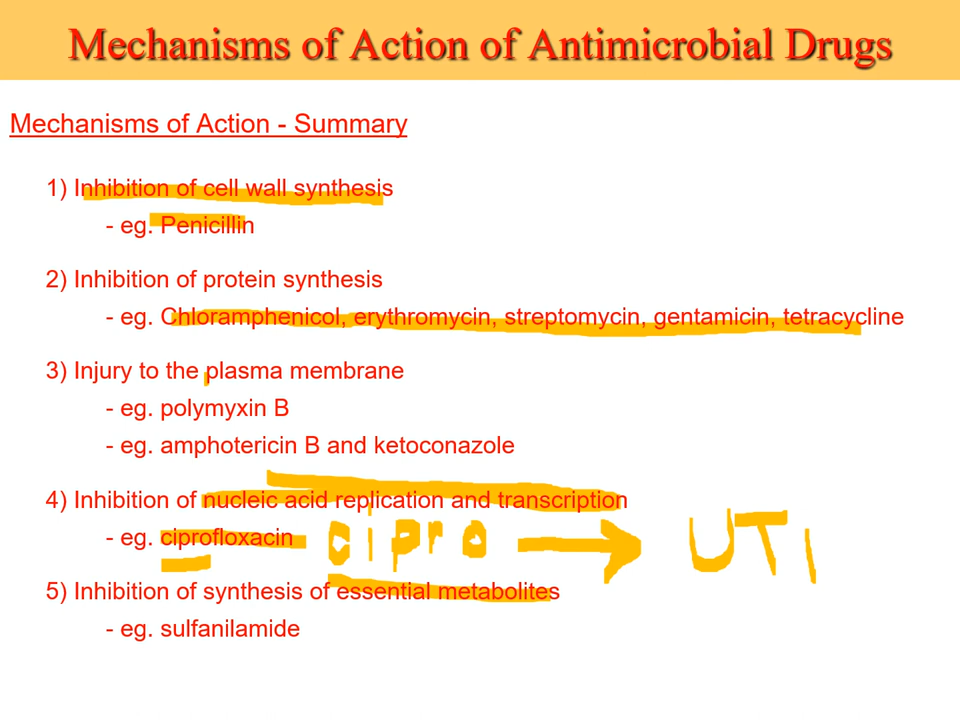 Mechanisms of Action of Antimicrobial Drugs
Mechanisms of Action - Summary
1) Inhibition of cell wall synthesis
- eg. Penicillin
2) Inhibition of protein synthesis
- eg. Chloramphenicol, erythromycin, streptomycin, gentamicin, tetracycline
3) Injury to the plasma membrane
- eg. polymyxin B
- eg. amphotericin B and ketoconazole
4) Inhibition of nucleic acid replication and transcription
- eg. ciprofloxacin cipro → UTI
5) Inhibition of synthesis of essential metabolites
- eg. sulfanilamide